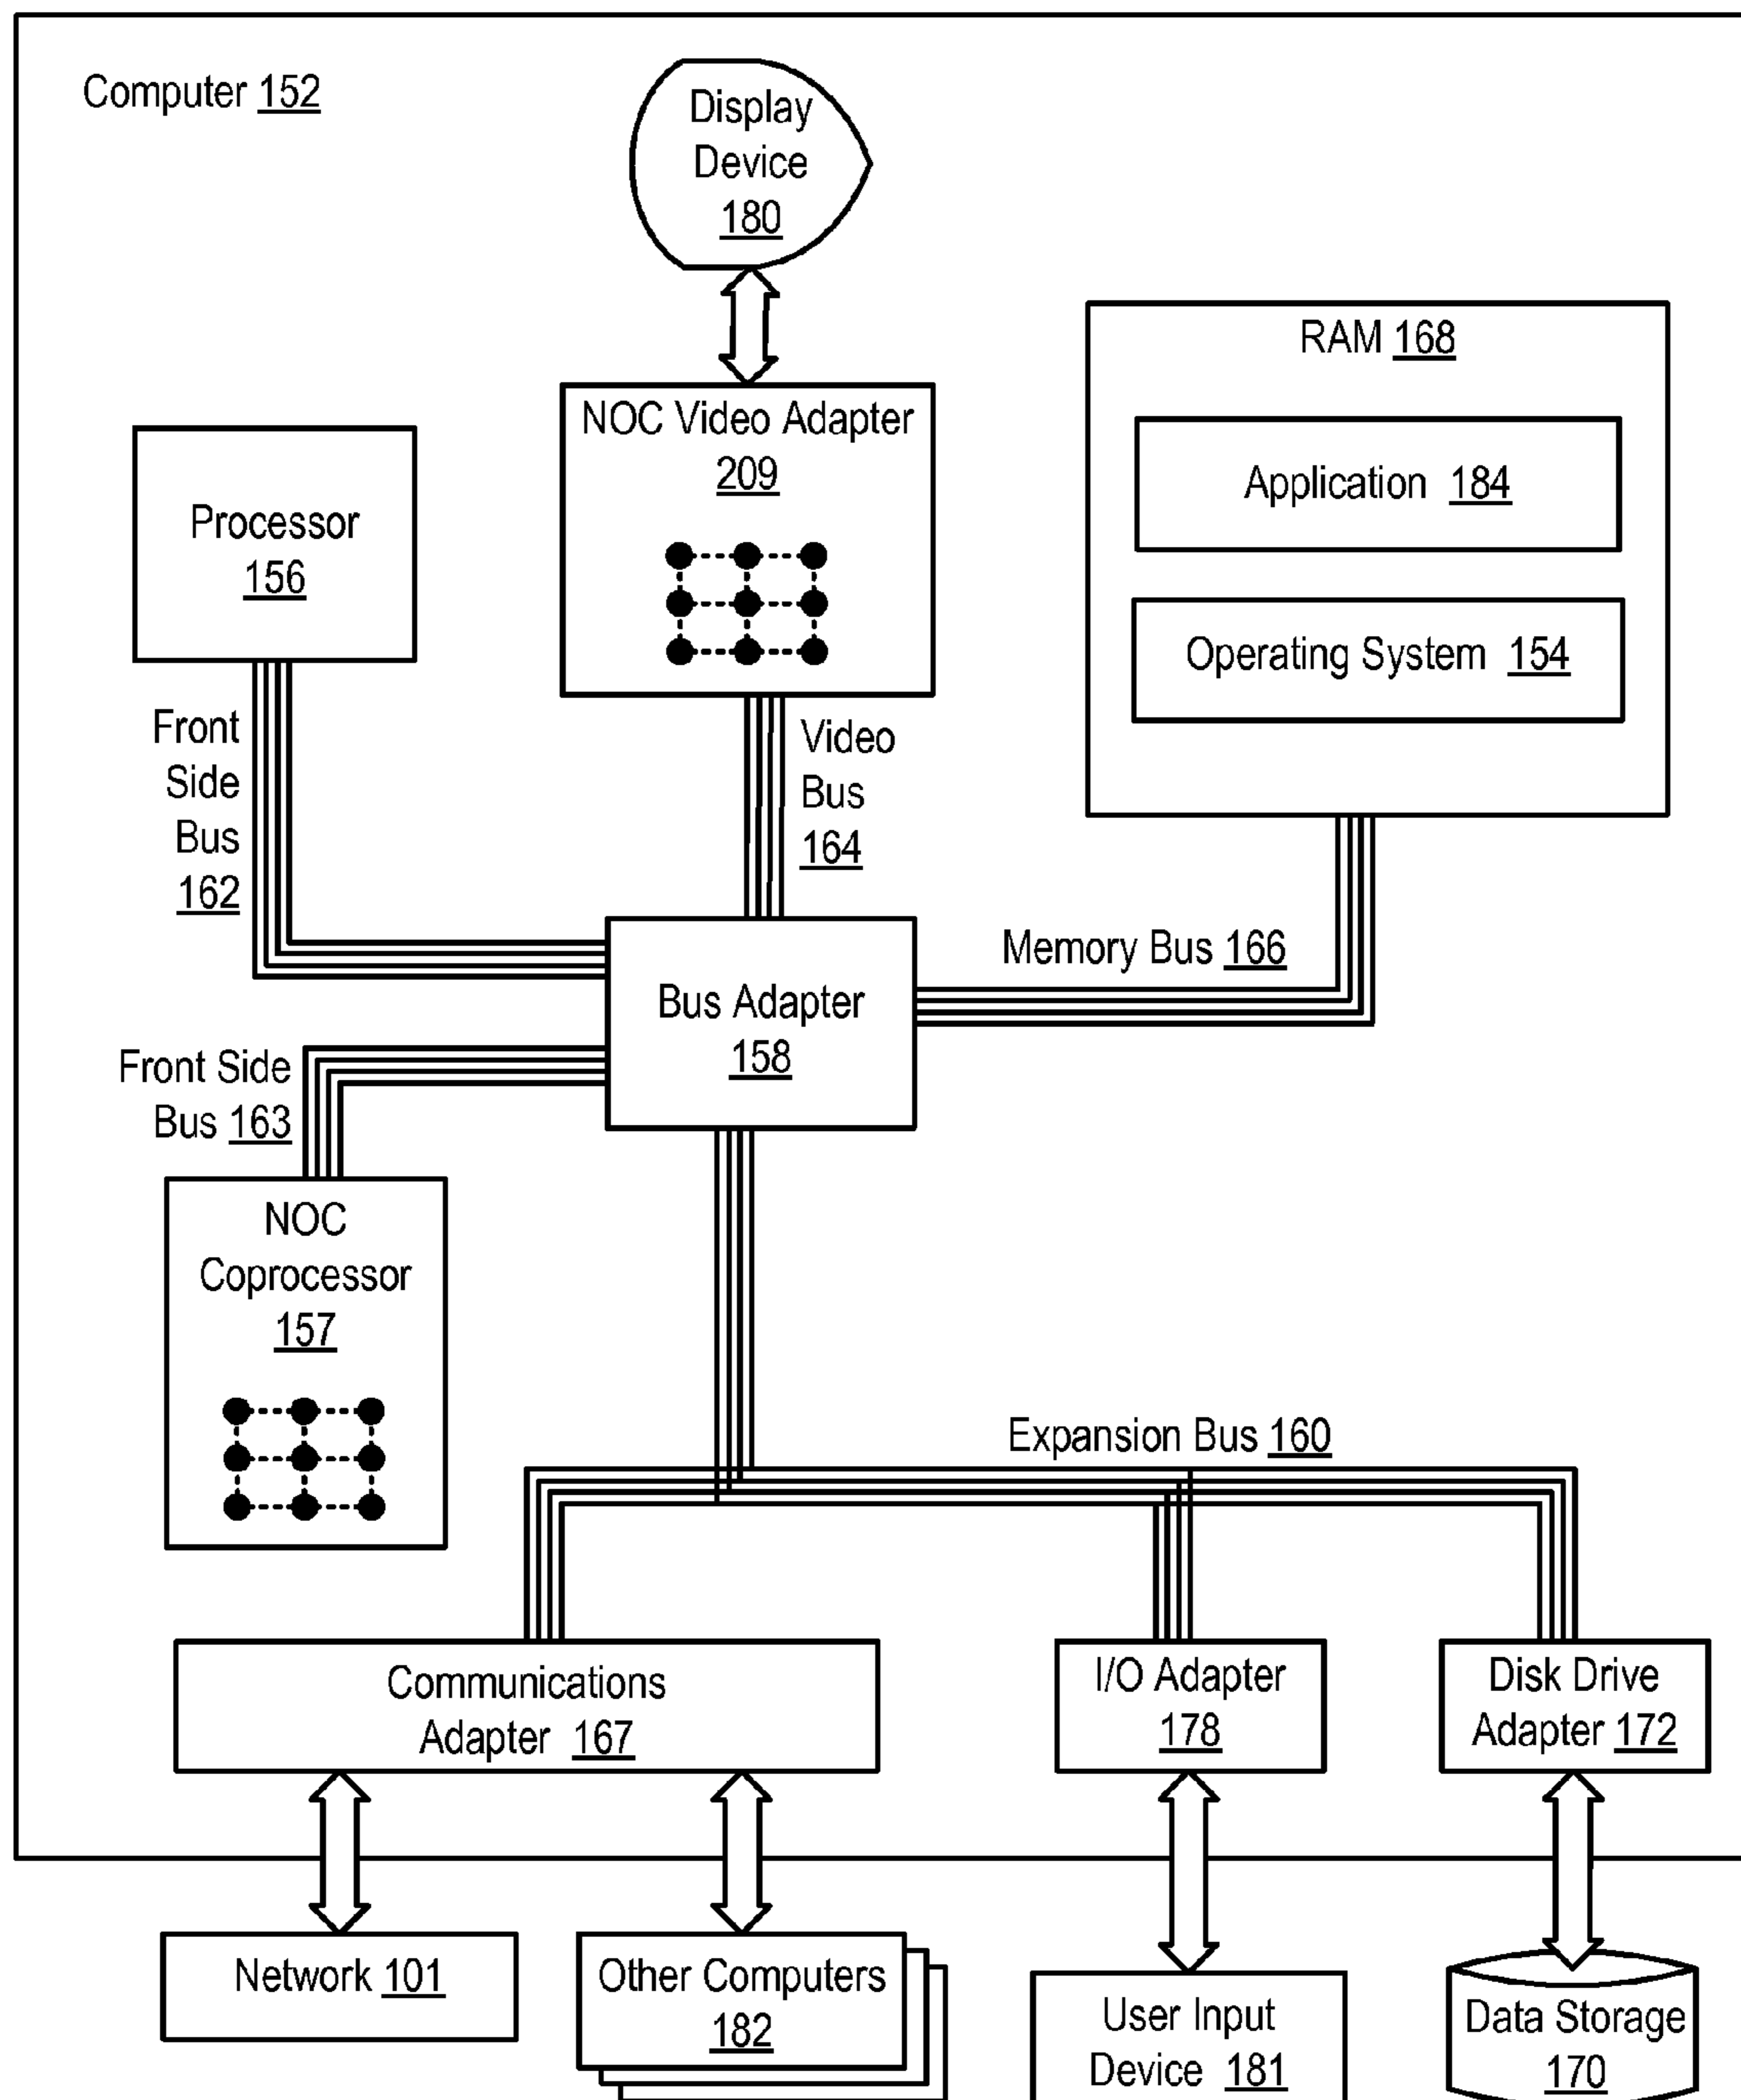 Computer 152
Display
Device
180
RAM 168
NOC Video Adapter
209
Application 184
Processor
156
Operating System 154
Front
Side
Bus
162
Video
Bus
164
Memory Bus 166
Bus Adapter
158
Front Side
Bus 163
NOC
Coprocessor
157
Expansion Bus 160
Communications
Adapter 167
I/O Adapter
178
Disk Drive
Adapter 172
Network 101
Other Computers
182
User Input
Device 181
Data Storage
170